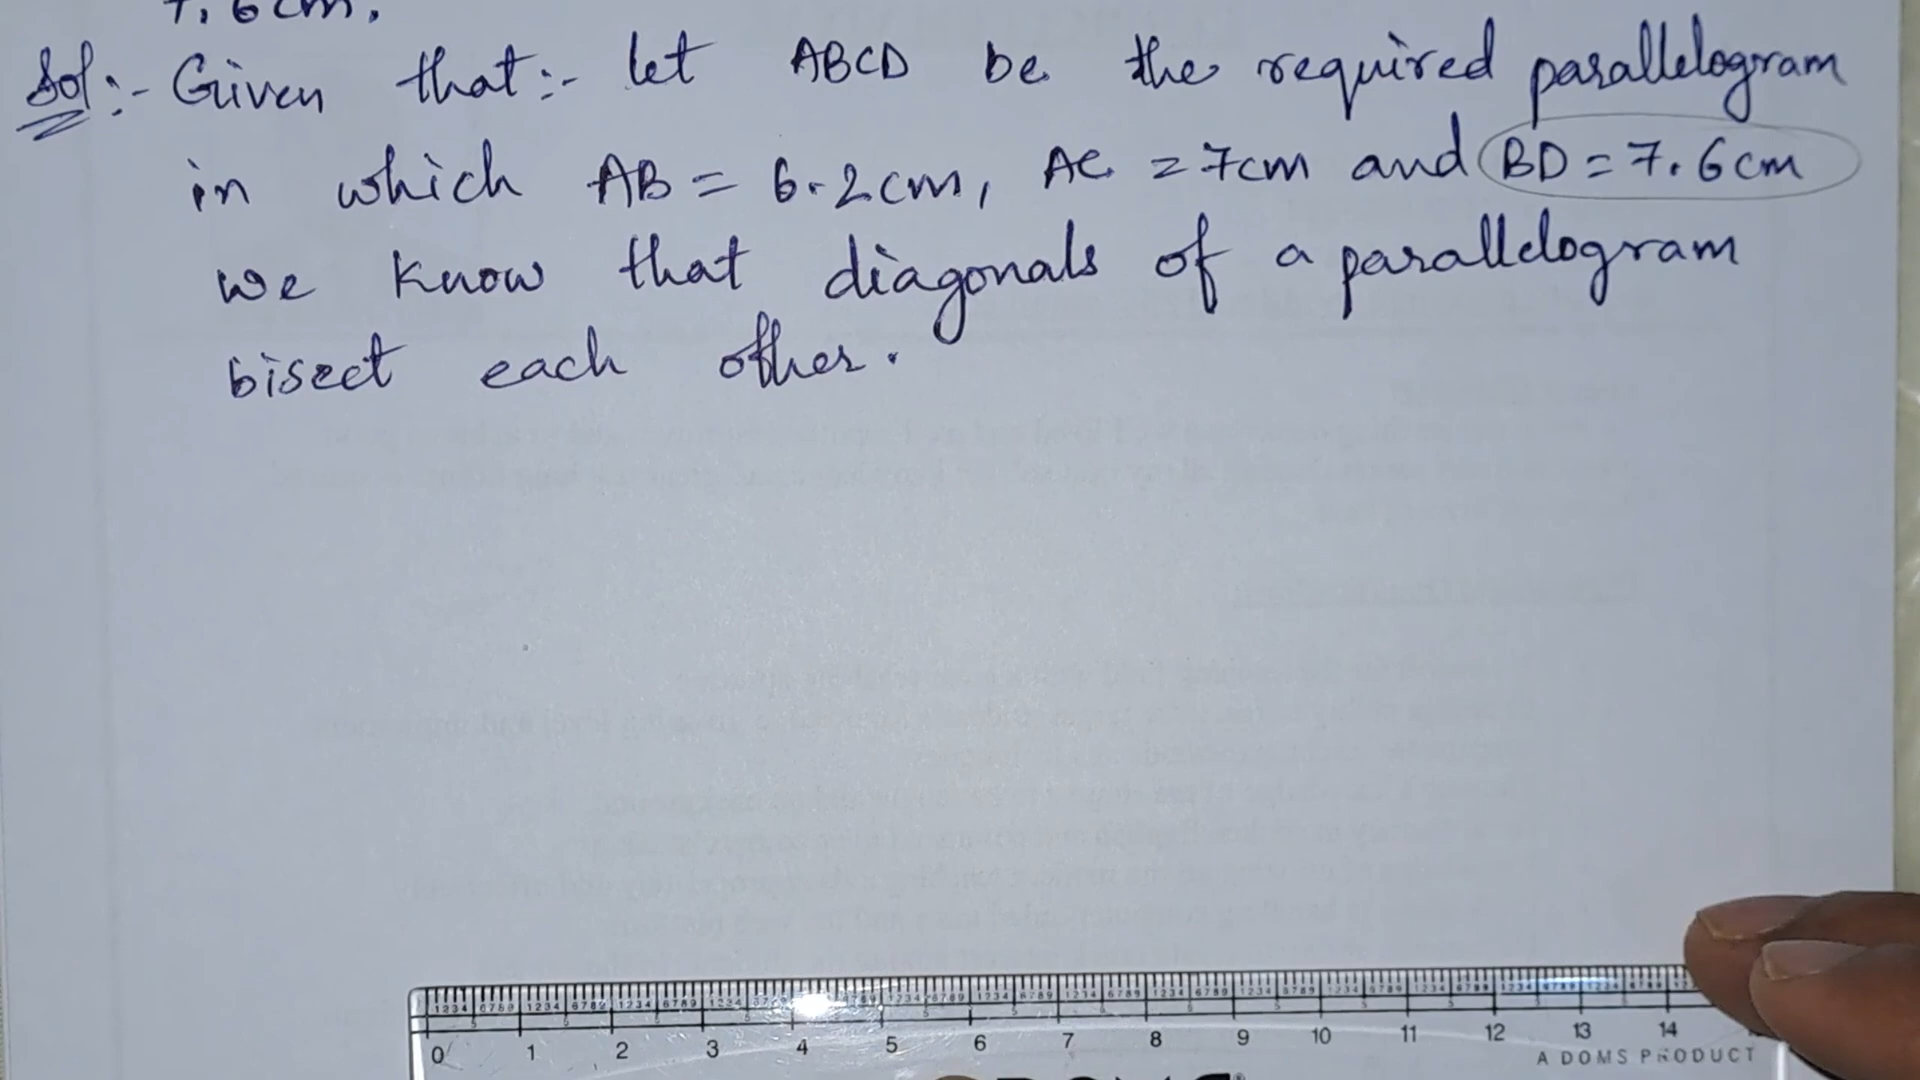 7.6cm.
Sol:- Given that:- let ABCD be the required parallelogram
in which AB = 6.2cm, AC = 7cm and BD = 7.6cm
we know that diagonals of a parallelogram
bisect each other.
0 1 2 3 4 5 6 7 8 9 10 11 12 13 14
A DOMS PRODUCT